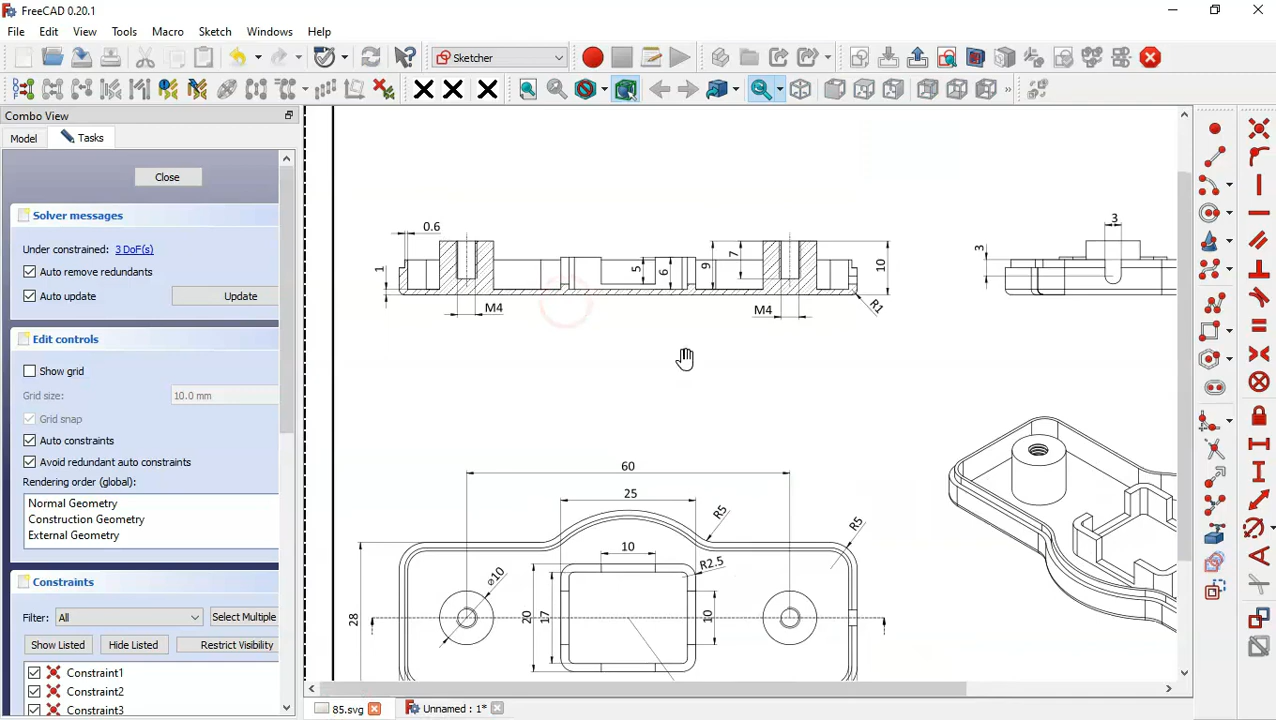 FreeCAD 0.20.1
File Edit View Tools Macro Sketch Windows Help
Sketcher
Combo View
Model Tasks
Close
Solver messages
Under constrained: 3 DoF(s)
Auto remove redundants
Auto update Update
Edit controls
Show grid
Grid size: 10.0 mm
Grid snap
Auto constraints
Avoid redundant auto constraints
Rendering order (global):
Normal Geometry
Construction Geometry
External Geometry
Constraints
Filter: All Select Multiple
Show Listed Hide Listed Restrict Visibility
Constraint1
Constraint2
Constraint3
0.6
1
M4
5
6
9
7
M4
10
R1
3
3
60
25
R5
R5
10
R2.5
⌀10
20
17
10
28
85.svg Unnamed : 1*